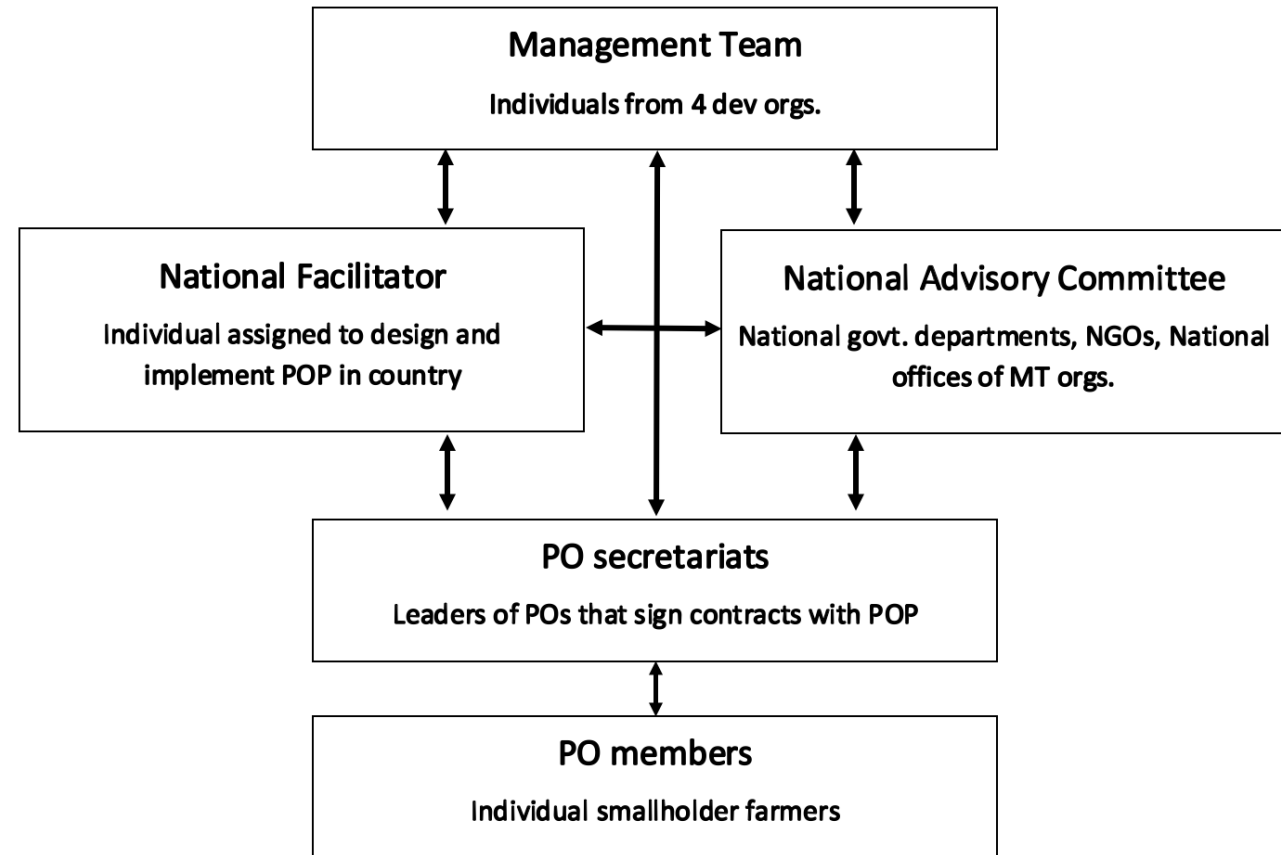 Management Team
Individuals from 4 dev orgs.
National Facilitator
Individual assigned to design and
implement POP in country
National Advisory Committee
National govt. departments, NGOs, National
offices of MT orgs.
PO secretariats
Leaders of POs that sign contracts with POP
PO members
Individual smallholder farmers